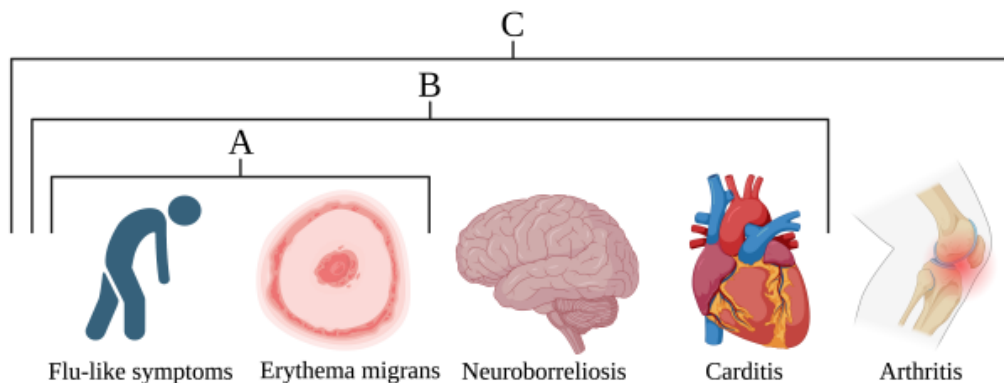 C
B
A
Flu-like symptoms Erythema migrans Neuroborreliosis Carditis Arthritis